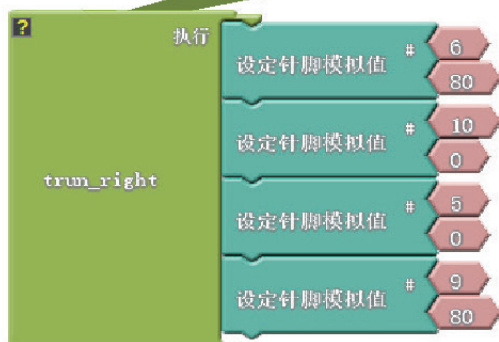 ?
执行
trun_right
设定针脚模拟值 # 6
80
设定针脚模拟值 # 10
0
设定针脚模拟值 # 5
0
设定针脚模拟值 # 9
80